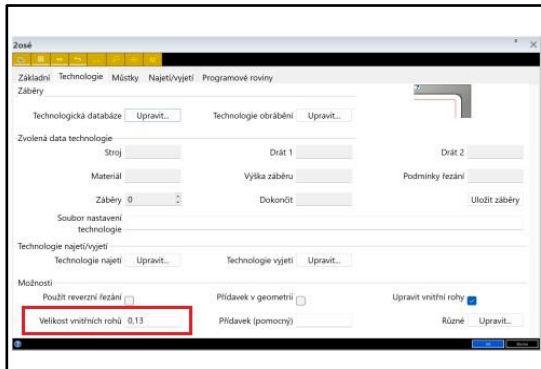 2osé
Základní Technologie Můstky Najetí/vyjetí Programové roviny
Záběry
Technologická databáze Upravit... Technologie obrábění Upravit...
Zvolená data technologie
Stroj Drát 1 Drát 2
Materiál Výška záběru Podmínky řezání
Záběry 0 Dokončit Uložit záběry
Soubor nastavení
technologie
Technologie najetí/vyjetí
Technologie najetí Upravit... Technologie vyjetí Upravit...
Možnosti
Použít reverzní řezání Přídavek v geometrii Upravit vnitřní rohy
Velikost vnitřních rohů 0,13 Přídavek (pomocný) Různé Upravit...